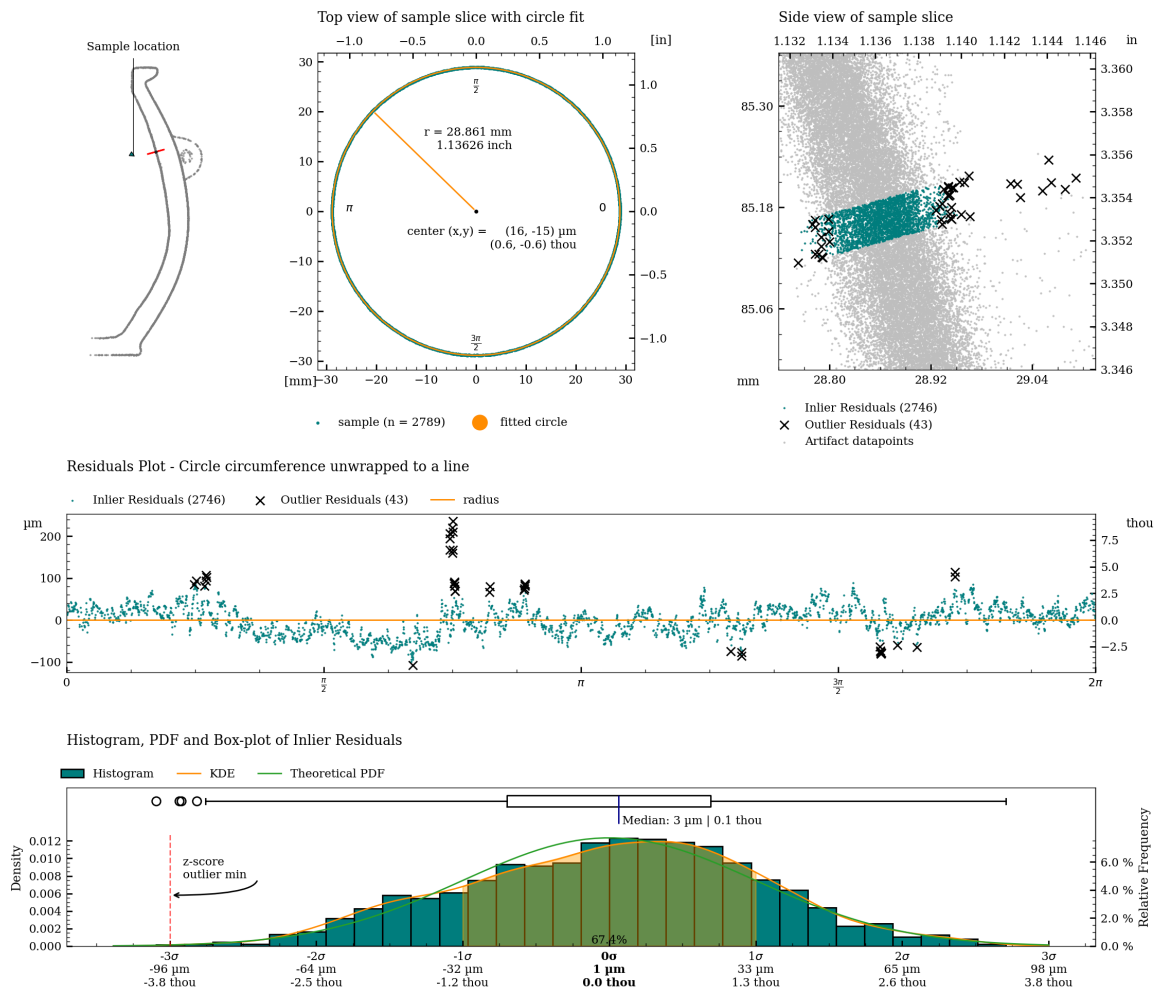 Sample location
Top view of sample slice with circle fit
−1.0 −0.5 0.0 0.5 1.0 [in]
30
20
10
0
−10
−20
−30
1.0
0.5
0.0
−0.5
−1.0
π/2
r = 28.861 mm
1.13626 inch
π
0
center (x,y) = (16, -15) µm
(0.6, -0.6) thou
3π/2
[mm] −30 −20 −10 0 10 20 30
sample (n = 2789) fitted circle
Side view of sample slice
1.132 1.134 1.136 1.138 1.140 1.142 1.144 1.146 in
85.30
85.18
85.06
3.360
3.358
3.356
3.354
3.352
3.350
3.348
3.346
mm 28.80 28.92 29.04
Inlier Residuals (2746)
Outlier Residuals (43)
Artifact datapoints
Residuals Plot - Circle circumference unwrapped to a line
Inlier Residuals (2746) Outlier Residuals (43) radius
µm
200
100
0
−100
thou
7.5
5.0
2.5
0.0
−2.5
0 π/2 π 3π/2 2π
Histogram, PDF and Box-plot of Inlier Residuals
Histogram KDE Theoretical PDF
Median: 3 µm | 0.1 thou
z-score
outlier min
67.4%
Density
0.012
0.010
0.008
0.006
0.004
0.002
0.000
Relative Frequency
6.0 %
4.0 %
2.0 %
0.0 %
-3σ -2σ -1σ 0σ 1σ 2σ 3σ
-96 µm -64 µm -32 µm 1 µm 33 µm 65 µm 98 µm
-3.8 thou -2.5 thou -1.2 thou 0.0 thou 1.3 thou 2.6 thou 3.8 thou